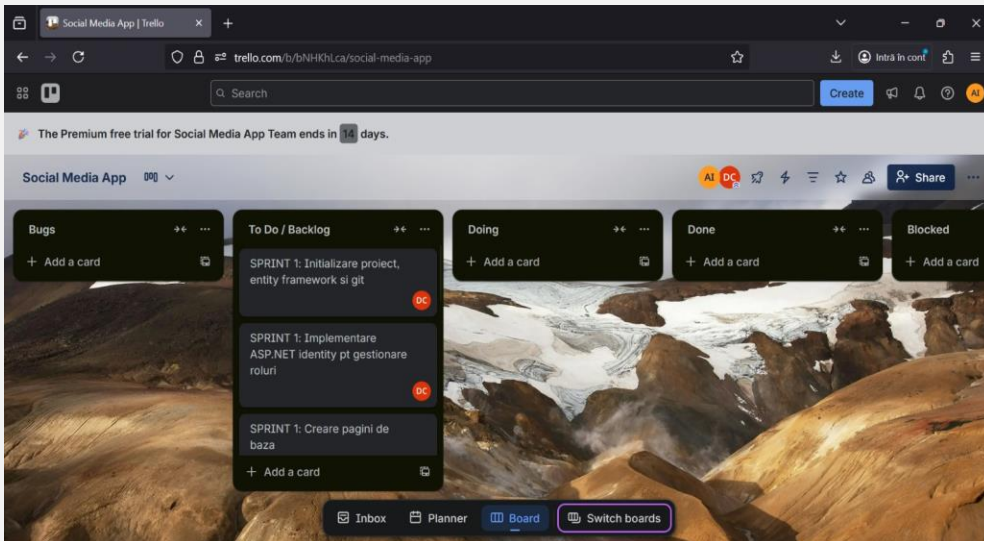 Social Media App | Trello
trello.com/b/bNHKhLca/social-media-app
Intră în cont
Search
Create
AI
The Premium free trial for Social Media App Team ends in 14 days.
Social Media App
AI DC
Share
Bugs
Add a card
To Do / Backlog
SPRINT 1: Initializare proiect,
entity framework si git
DC
SPRINT 1: Implementare
ASP.NET identity pt gestionare
roluri
DC
SPRINT 1: Creare pagini de
baza
Add a card
Doing
Add a card
Done
Add a card
Blocked
Add a card
Inbox
Planner
Board
Switch boards